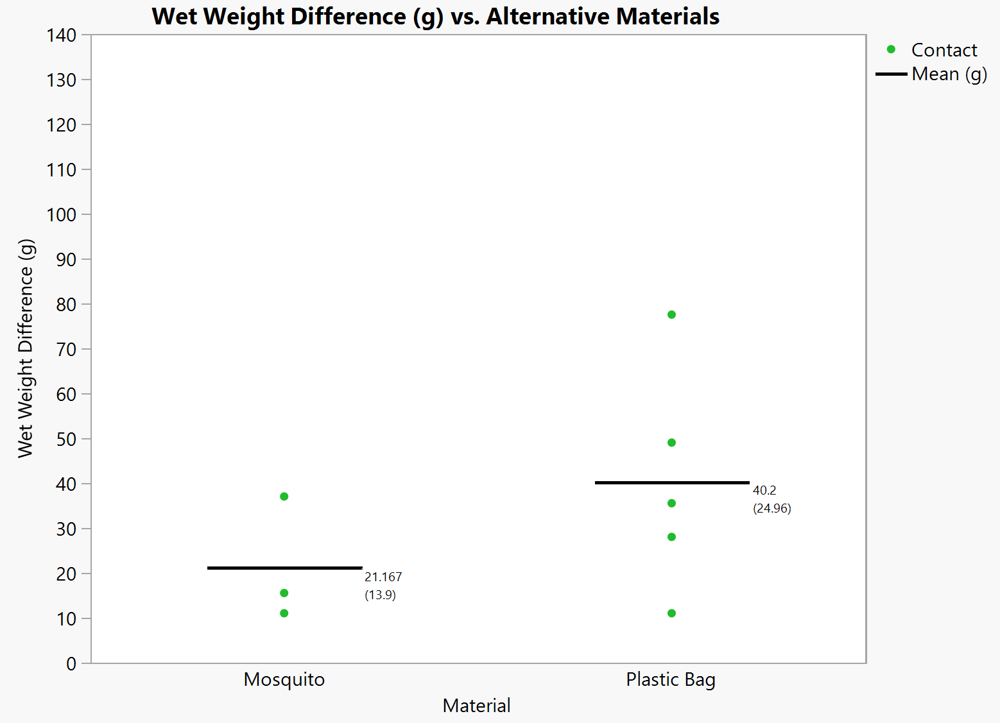 Wet Weight Difference (g) vs. Alternative Materials
140
130
120
110
100
90
80
70
60
50
40
30
20
10
0
Wet Weight Difference (g)
Contact
Mean (g)
40.2
(24.96)
21.167
(13.9)
Mosquito
Plastic Bag
Material